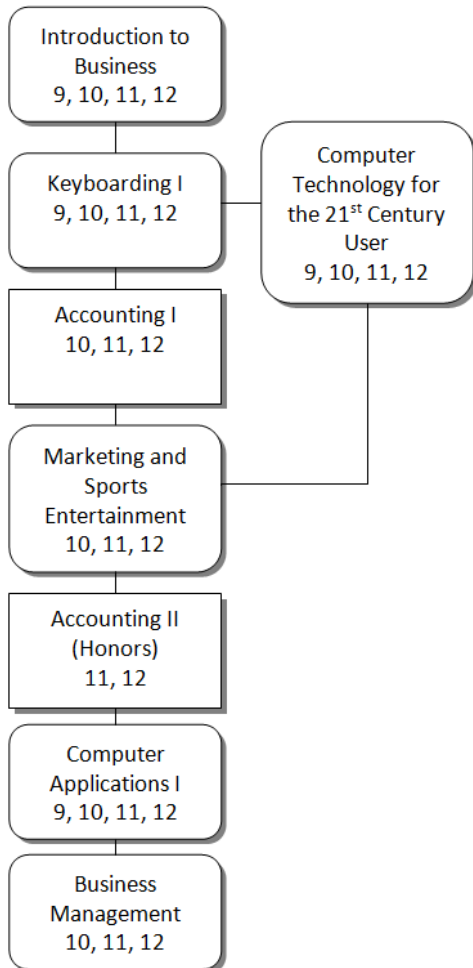 Introduction to
Business
9, 10, 11, 12
Keyboarding I
9, 10, 11, 12
Computer
Technology for
the 21st Century
User
9, 10, 11, 12
Accounting I
10, 11, 12
Marketing and
Sports
Entertainment
10, 11, 12
Accounting II
(Honors)
11, 12
Computer
Applications I
9, 10, 11, 12
Business
Management
10, 11, 12